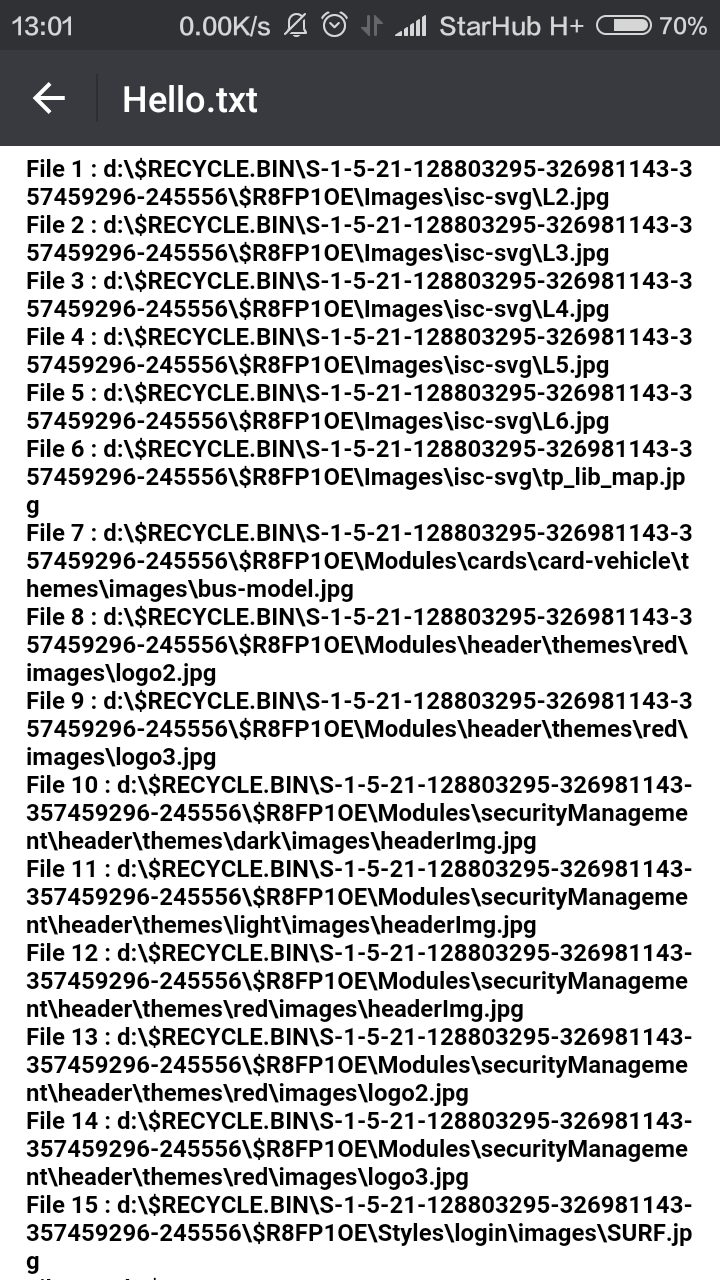 13:01 0.00K/s StarHub H+ 70%
Hello.txt
File 1 : d:\$RECYCLE.BIN\S-1-5-21-128803295-326981143-3
57459296-245556\$R8FP1OE\Images\isc-svg\L2.jpg
File 2 : d:\$RECYCLE.BIN\S-1-5-21-128803295-326981143-3
57459296-245556\$R8FP1OE\Images\isc-svg\L3.jpg
File 3 : d:\$RECYCLE.BIN\S-1-5-21-128803295-326981143-3
57459296-245556\$R8FP1OE\Images\isc-svg\L4.jpg
File 4 : d:\$RECYCLE.BIN\S-1-5-21-128803295-326981143-3
57459296-245556\$R8FP1OE\Images\isc-svg\L5.jpg
File 5 : d:\$RECYCLE.BIN\S-1-5-21-128803295-326981143-3
57459296-245556\$R8FP1OE\Images\isc-svg\L6.jpg
File 6 : d:\$RECYCLE.BIN\S-1-5-21-128803295-326981143-3
57459296-245556\$R8FP1OE\Images\isc-svg\tp_lib_map.jp
g
File 7 : d:\$RECYCLE.BIN\S-1-5-21-128803295-326981143-3
57459296-245556\$R8FP1OE\Modules\cards\card-vehicle\t
hemes\images\bus-model.jpg
File 8 : d:\$RECYCLE.BIN\S-1-5-21-128803295-326981143-3
57459296-245556\$R8FP1OE\Modules\header\themes\red\
images\logo2.jpg
File 9 : d:\$RECYCLE.BIN\S-1-5-21-128803295-326981143-3
57459296-245556\$R8FP1OE\Modules\header\themes\red\
images\logo3.jpg
File 10 : d:\$RECYCLE.BIN\S-1-5-21-128803295-326981143-
357459296-245556\$R8FP1OE\Modules\securityManageme
nt\header\themes\dark\images\headerImg.jpg
File 11 : d:\$RECYCLE.BIN\S-1-5-21-128803295-326981143-
357459296-245556\$R8FP1OE\Modules\securityManageme
nt\header\themes\light\images\headerImg.jpg
File 12 : d:\$RECYCLE.BIN\S-1-5-21-128803295-326981143-
357459296-245556\$R8FP1OE\Modules\securityManageme
nt\header\themes\red\images\headerImg.jpg
File 13 : d:\$RECYCLE.BIN\S-1-5-21-128803295-326981143-
357459296-245556\$R8FP1OE\Modules\securityManageme
nt\header\themes\red\images\logo2.jpg
File 14 : d:\$RECYCLE.BIN\S-1-5-21-128803295-326981143-
357459296-245556\$R8FP1OE\Modules\securityManageme
nt\header\themes\red\images\logo3.jpg
File 15 : d:\$RECYCLE.BIN\S-1-5-21-128803295-326981143-
357459296-245556\$R8FP1OE\Styles\login\images\SURF.jp
g